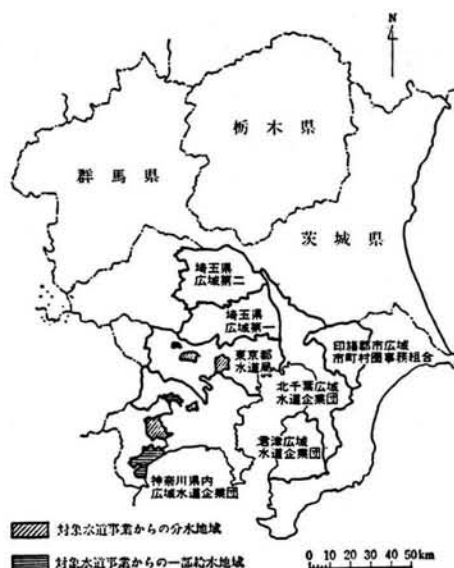 N
栃木県
群馬県
茨城県
埼玉県
広域第二
埼玉県
広域第一
東京都
水道局
印旛郡市広域
市町村圏事務組合
北千葉広域
水道企業団
君津広域
水道企業団
神奈川県内
広域水道企業団
対象水道事業からの分水地域
対象水道事業からの一部給水地域
0 10 20 30 40 50km